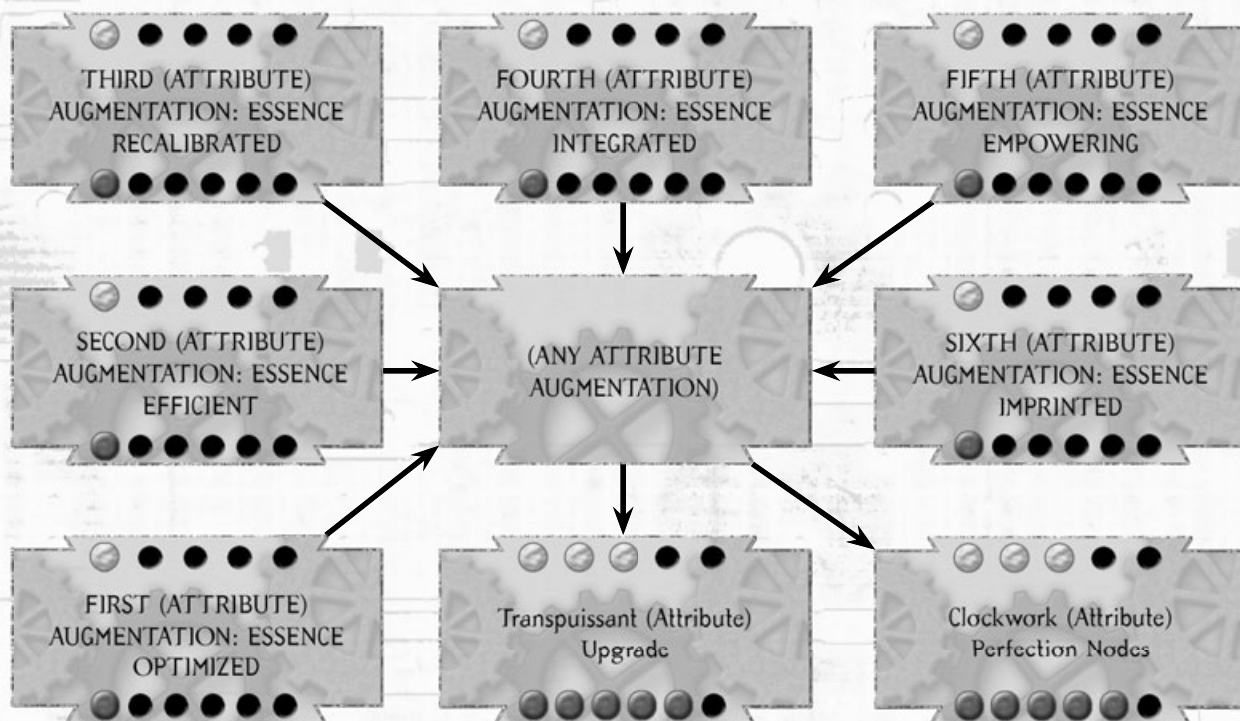 THIRD (ATTRIBUTE)
AUGMENTATION: ESSENCE
RECALIBRATED
FOURTH (ATTRIBUTE)
AUGMENTATION: ESSENCE
INTEGRATED
FIFTH (ATTRIBUTE)
AUGMENTATION: ESSENCE
EMPOWERING
SECOND (ATTRIBUTE)
AUGMENTATION: ESSENCE
EFFICIENT
(ANY ATTRIBUTE
AUGMENTATION)
SIXTH (ATTRIBUTE)
AUGMENTATION: ESSENCE
IMPRINTED
FIRST (ATTRIBUTE)
AUGMENTATION: ESSENCE
OPTIMIZED
Transpuissant (Attribute)
Upgrade
Clockwork (Attribute)
Perfection Nodes